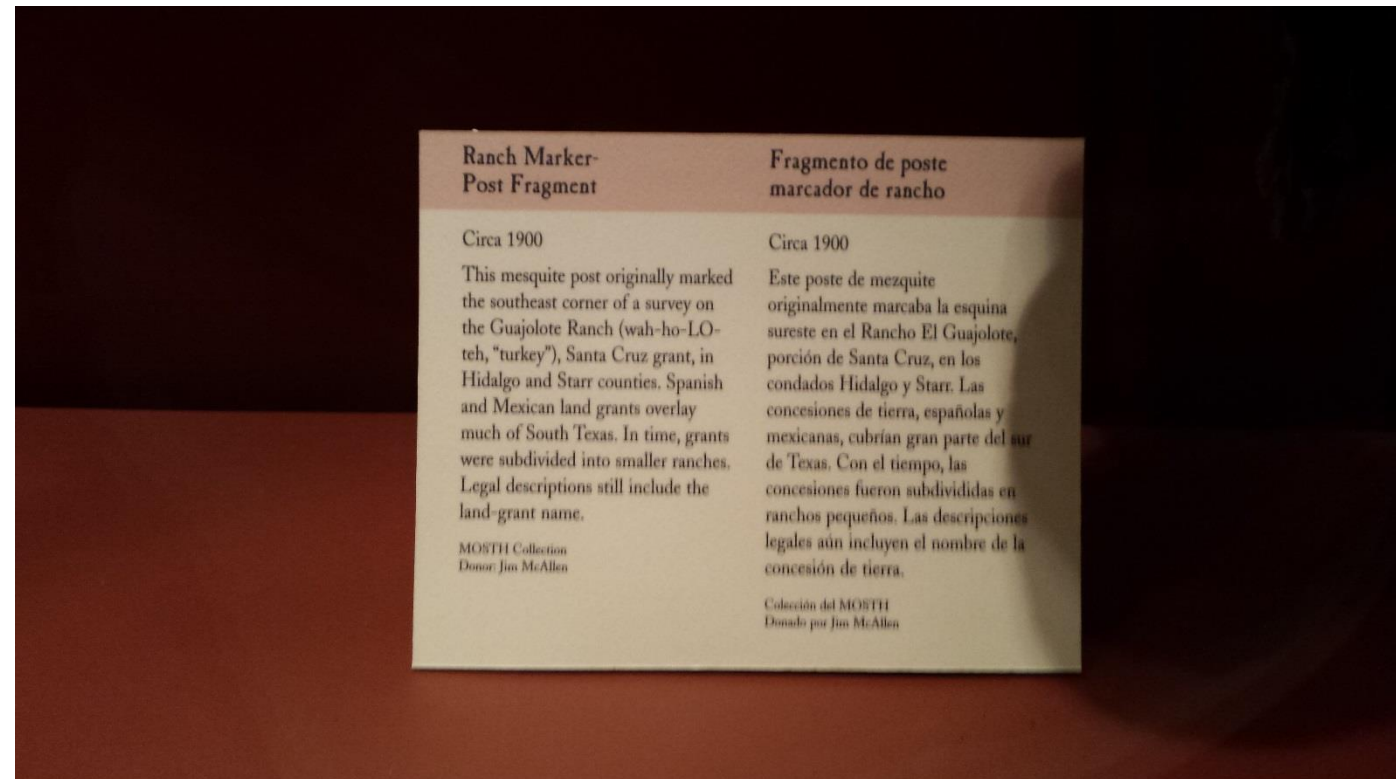 Ranch Marker-
Post Fragment
Circa 1900
This mesquite post originally marked
the southeast corner of a survey on
the Guajolote Ranch (wah-ho-LO-
teh, “turkey”), Santa Cruz grant, in
Hidalgo and Starr counties. Spanish
and Mexican land grants overlay
much of South Texas. In time, grants
were subdivided into smaller ranches.
Legal descriptions still include the
land-grant name.
MOSTH Collection
Donor: Jim McAllen
Fragmento de poste
marcador de rancho
Circa 1900
Este poste de mezquite
originalmente marcaba la esquina
sureste en el Rancho El Guajolote,
porción de Santa Cruz, en los
condados Hidalgo y Starr. Las
concesiones de tierra, españolas y
mexicanas, cubrían gran parte del sur
de Texas. Con el tiempo, las
concesiones fueron subdivididas en
ranchos pequeños. Las descripciones
legales aún incluyen el nombre de la
concesión de tierra.
Colección del MOSTH
Donado por Jim McAllen